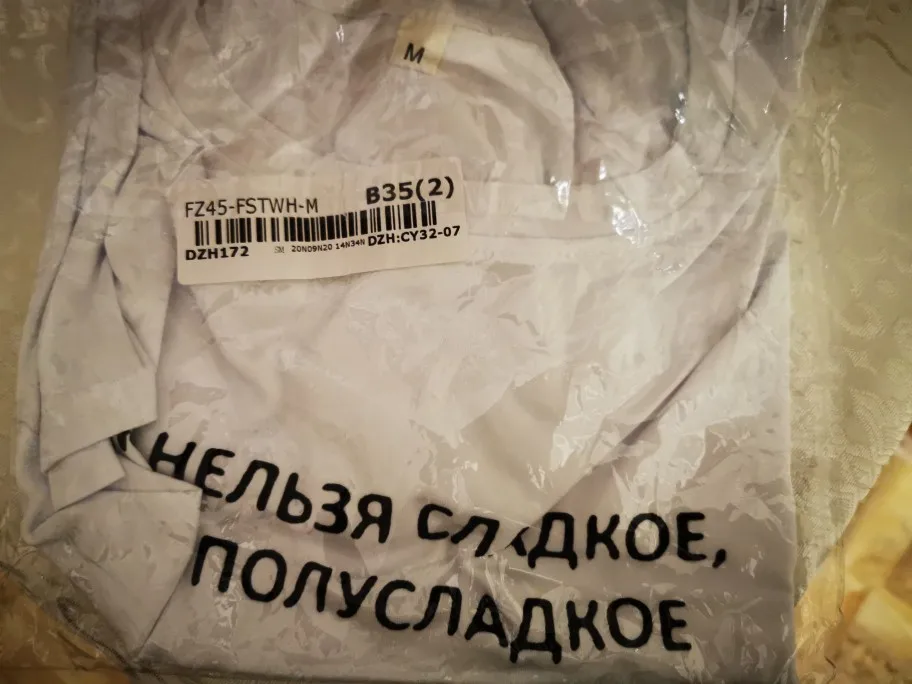 M
FZ45-FSTWH-M B35(2)
DZH172 20N09N20 14N34N DZH:CY32-07
НЕЛЬЗЯ СЛАДКОЕ,
ПОЛУСЛАДКОЕ